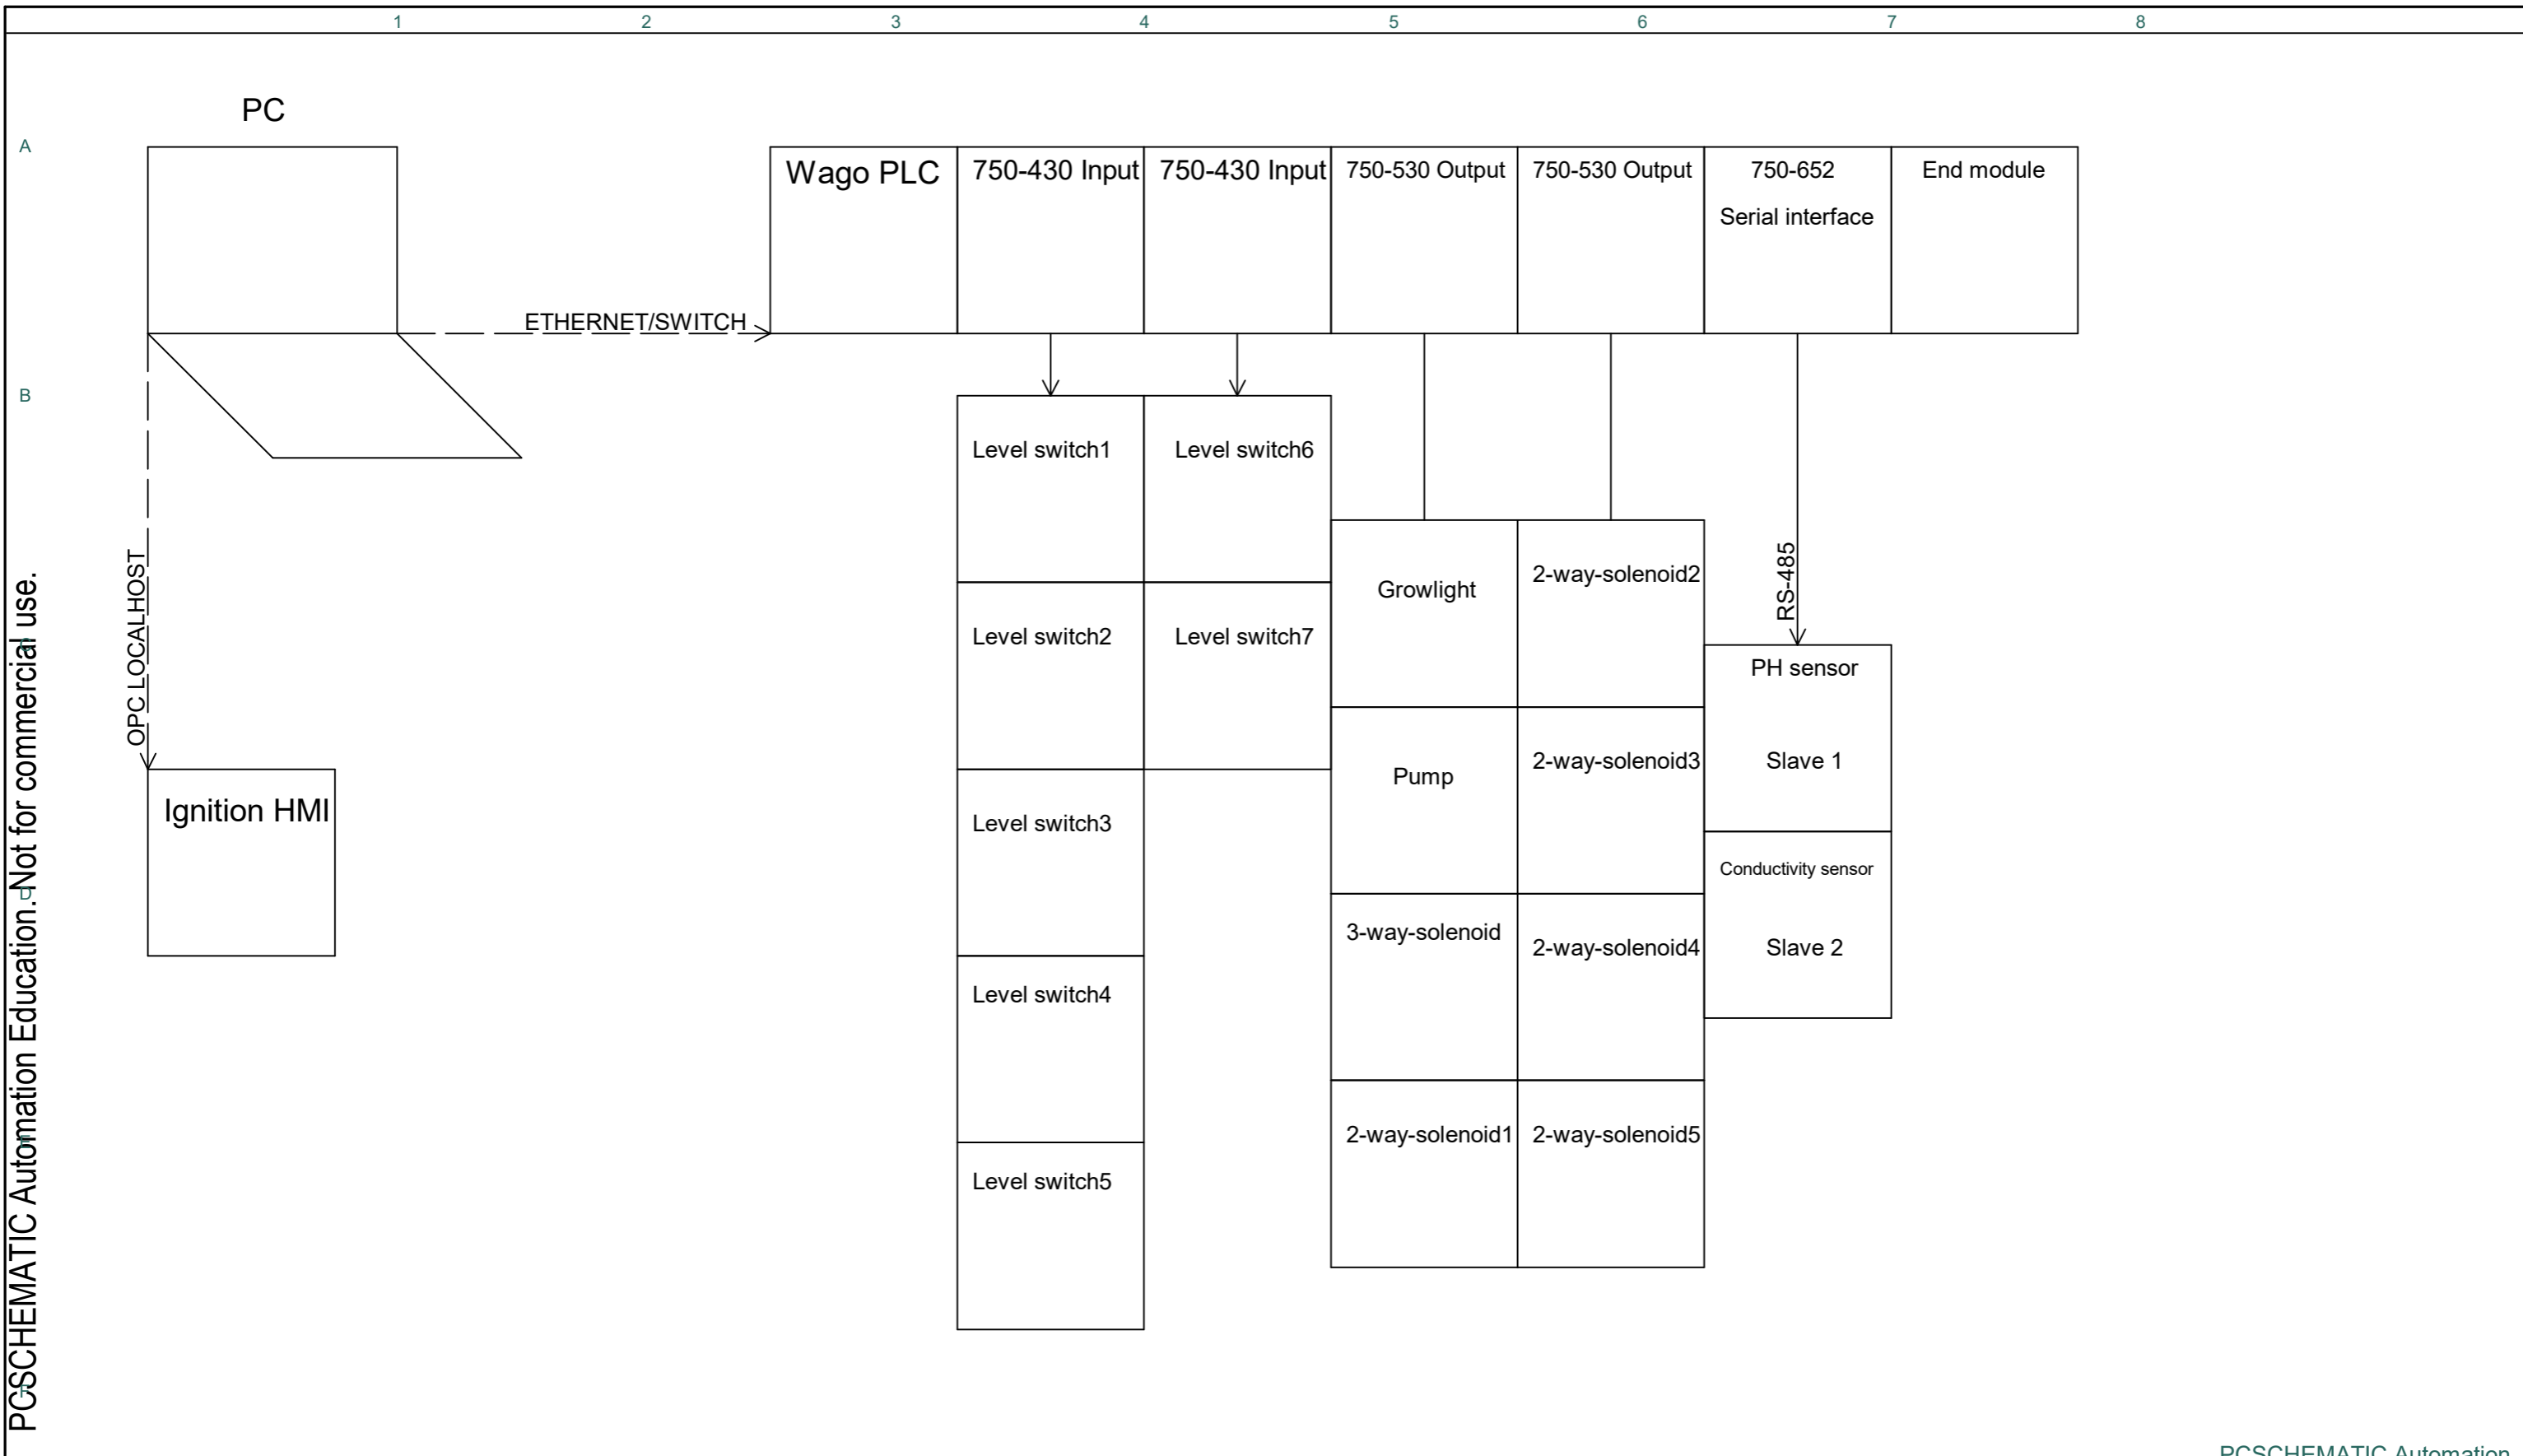 1 2 3 4 5 6 7 8
PC
A
Wago PLC
750-430 Input
750-430 Input
750-530 Output
750-530 Output
750-652
Serial interface
End module
ETHERNET/SWITCH
B
Level switch1
Level switch6
2-way-solenoid2
Growlight
OPC LOCALHOST
RS-485
C
Level switch2
Level switch7
PH sensor
2-way-solenoid3
Slave 1
Pump
Ignition HMI
Level switch3
Conductivity sensor
D
3-way-solenoid
2-way-solenoid4
Slave 2
Level switch4
E
2-way-solenoid1
2-way-solenoid5
Level switch5
F
PCSCHEMATIC Automation Education. Not for commercial use.
PCSCHEMATIC Automation